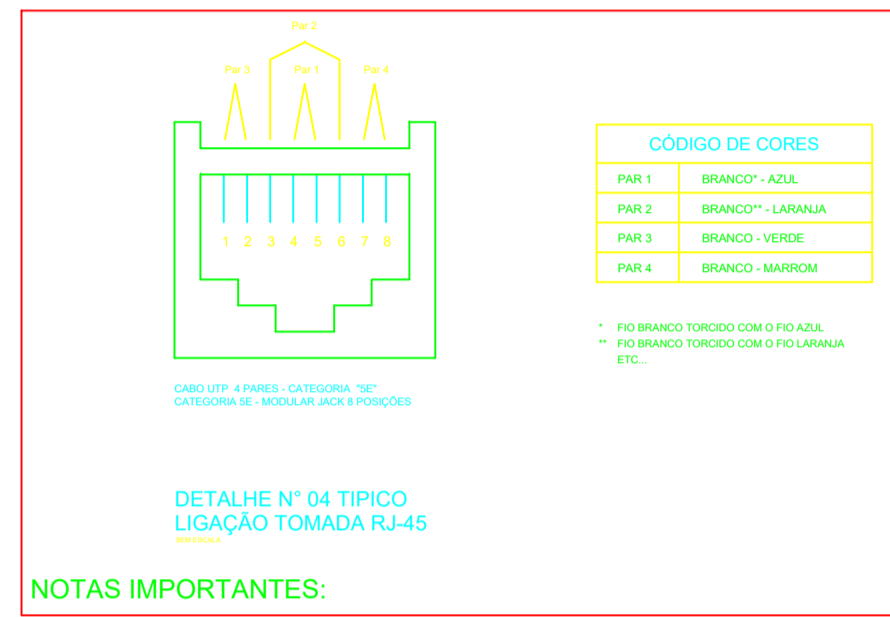 Par 2
Par 3 Par 1 Par 4
1 2 3 4 5 6 7 8
CABO UTP 4 PARES - CATEGORIA "5E"
CATEGORIA 5E - MODULAR JACK 8 POSIÇÕES
DETALHE N° 04 TIPICO
LIGAÇÃO TOMADA RJ-45
SEM ESCALA
CÓDIGO DE CORES
PAR 1 BRANCO* - AZUL
PAR 2 BRANCO** - LARANJA
PAR 3 BRANCO - VERDE
PAR 4 BRANCO - MARROM
* FIO BRANCO TORCIDO COM O FIO AZUL
** FIO BRANCO TORCIDO COM O FIO LARANJA
ETC...
NOTAS IMPORTANTES: